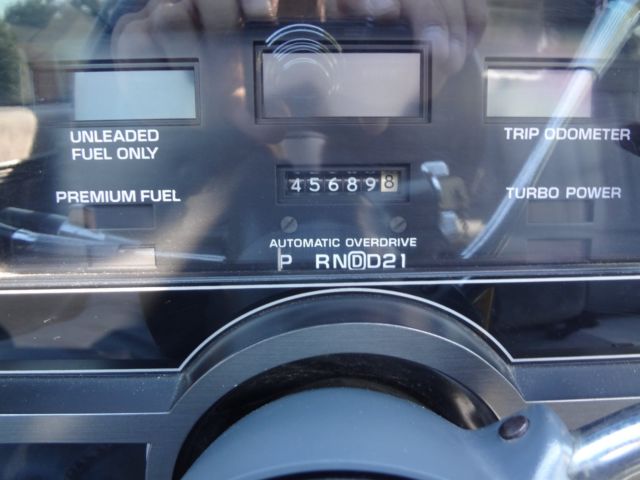 UNLEADED
FUEL ONLY
TRIP ODOMETER
456898
PREMIUM FUEL
TURBO POWER
AUTOMATIC OVERDRIVE
P RNDD21